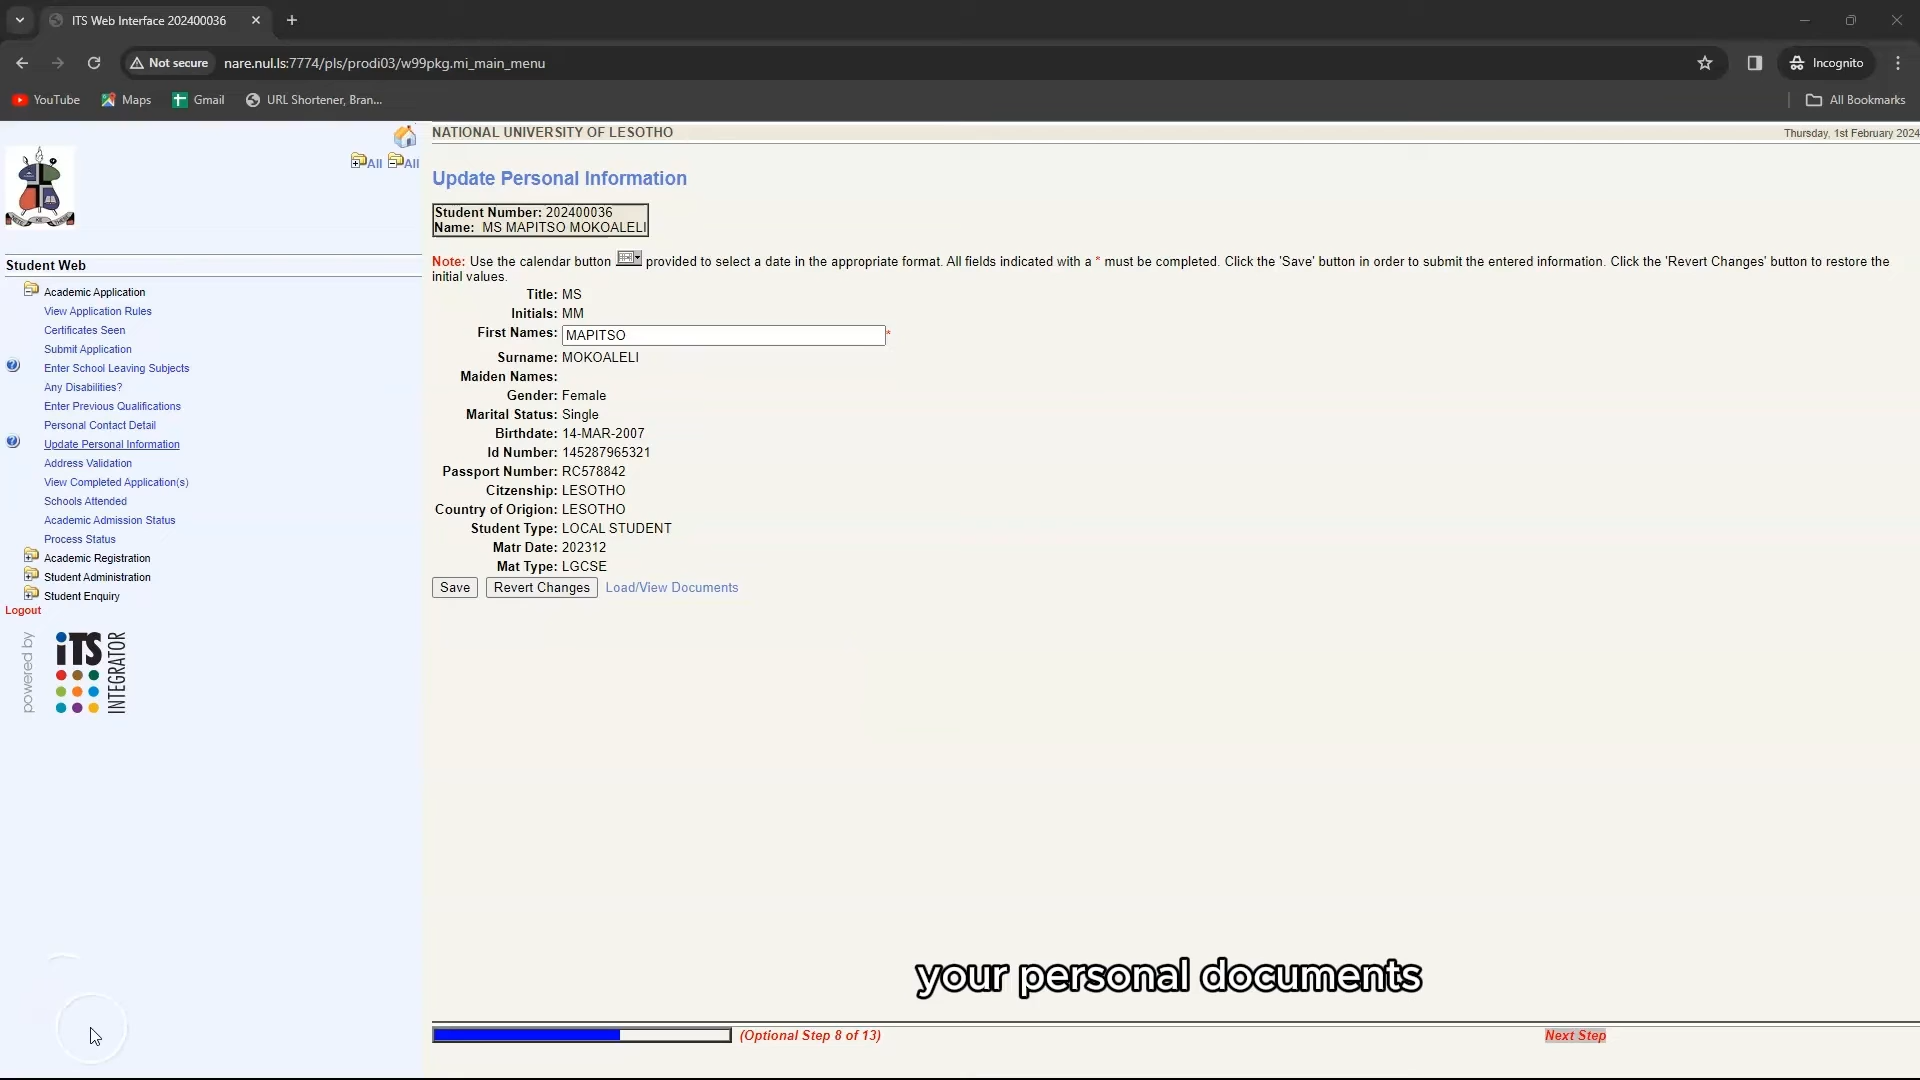 ITS Web Interface 202400036
Not secure
nare.nul.ls:7774/pls/prodi03/w99pkg.mi_main_menu
Incognito
YouTube
Maps
Gmail
URL Shortener, Bran...
All Bookmarks
All All
NATIONAL UNIVERSITY OF LESOTHO
Thursday, 1st February 2024
Student Web
Academic Application
View Application Rules
Certificates Seen
Submit Application
Enter School Leaving Subjects
Any Disabilities?
Enter Previous Qualifications
Personal Contact Detail
Update Personal Information
Address Validation
View Completed Application(s)
Schools Attended
Academic Admission Status
Process Status
Academic Registration
Student Administration
Student Enquiry
Logout
powered by
iTS
INTEGRATOR
Update Personal Information
Student Number: 202400036
Name: MS MAPITSO MOKOALELI
Note: Use the calendar button provided to select a date in the appropriate format. All fields indicated with a * must be completed. Click the 'Save' button in order to submit the entered information. Click the 'Revert Changes' button to restore the
initial values.
Title: MS
Initials: MM
First Names: MAPITSO *
Surname: MOKOALELI
Maiden Names:
Gender: Female
Marital Status: Single
Birthdate: 14-MAR-2007
Id Number: 145287965321
Passport Number: RC578842
Citzenship: LESOTHO
Country of Origion: LESOTHO
Student Type: LOCAL STUDENT
Matr Date: 202312
Mat Type: LGCSE
Save Revert Changes Load/View Documents
your personal documents
(Optional Step 8 of 13)
Next Step